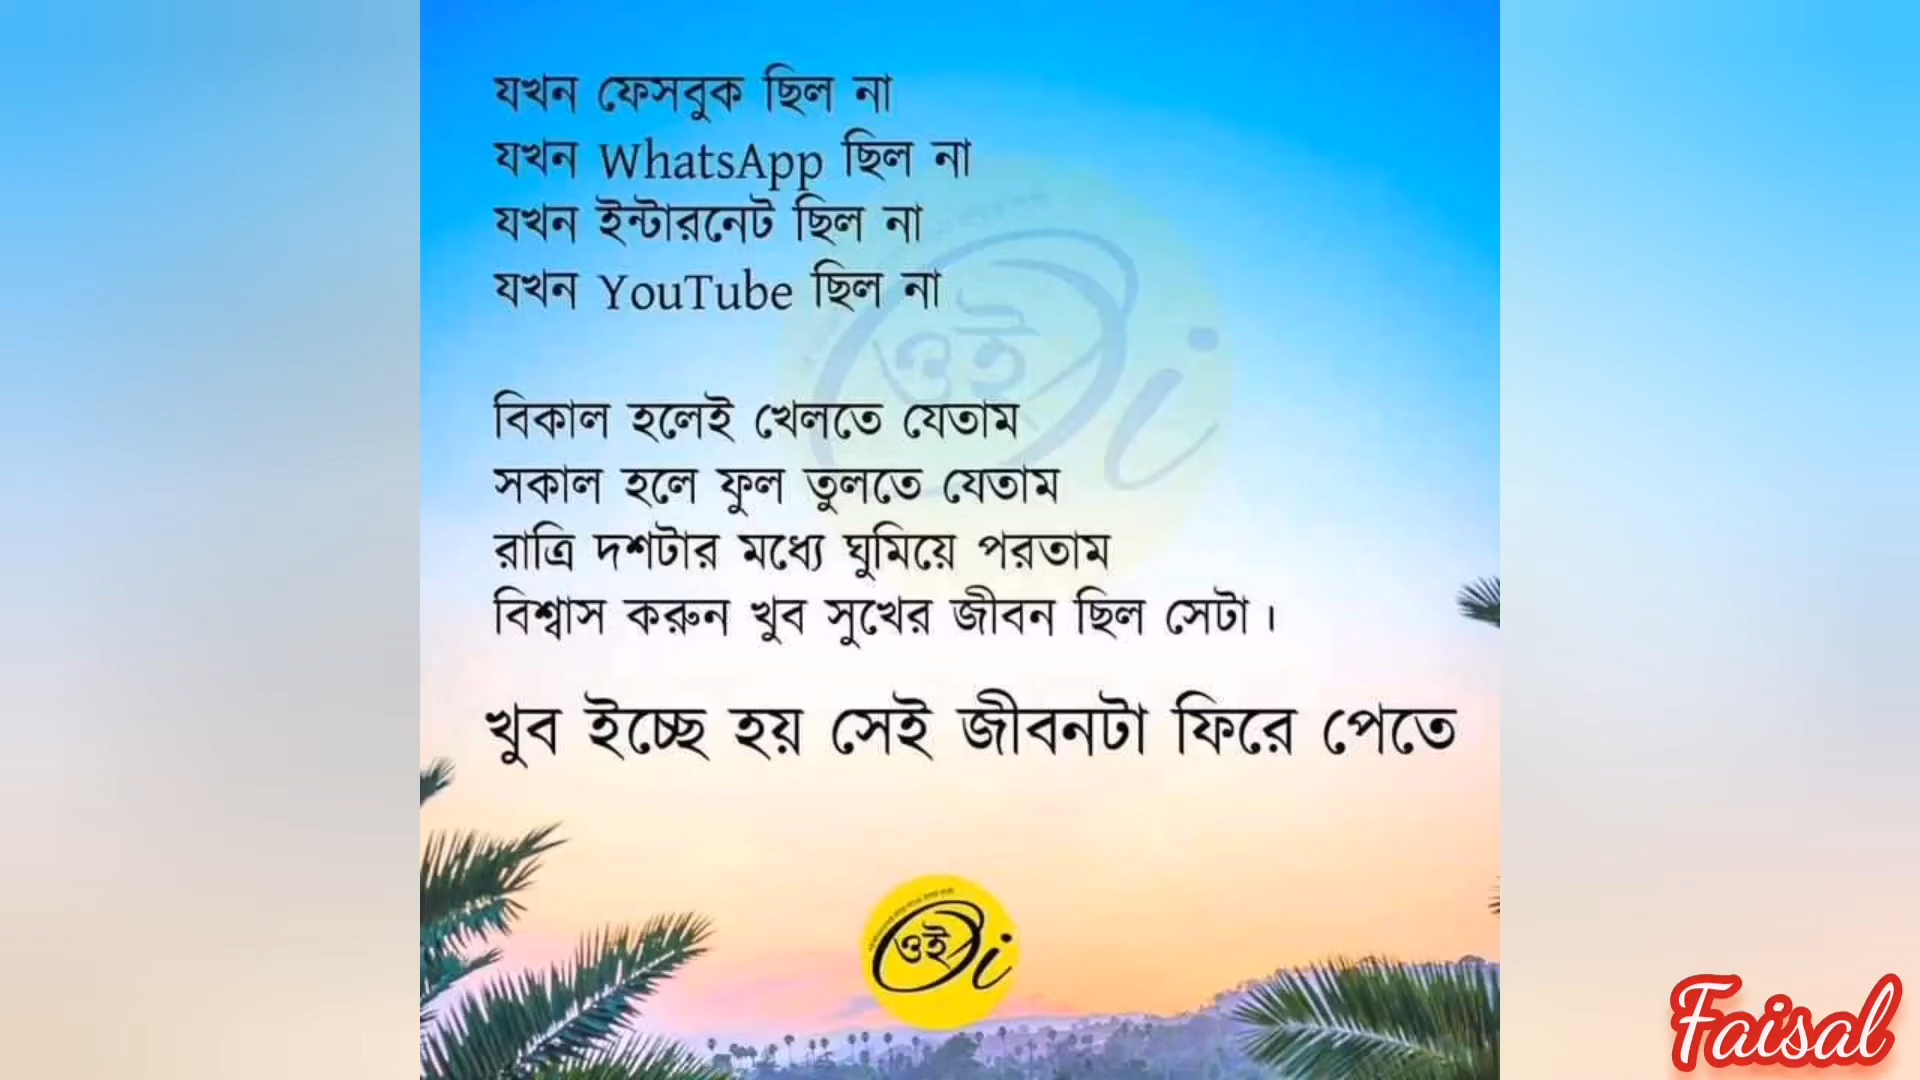 যখন ফেসবুক ছিল না
যখন WhatsApp ছিল না
যখন ইন্টারনেট ছিল না
যখন YouTube ছিল না
বিকাল হলেই খেলতে যেতাম
সকাল হলে ফুল তুলতে যেতাম
রাত্রি দশটার মধ্যে ঘুমিয়ে পরতাম
বিশ্বাস করুন খুব সুখের জীবন ছিল সেটা।
খুব ইচ্ছে হয় সেই জীবনটা ফিরে পেতে
ওই
Faisal